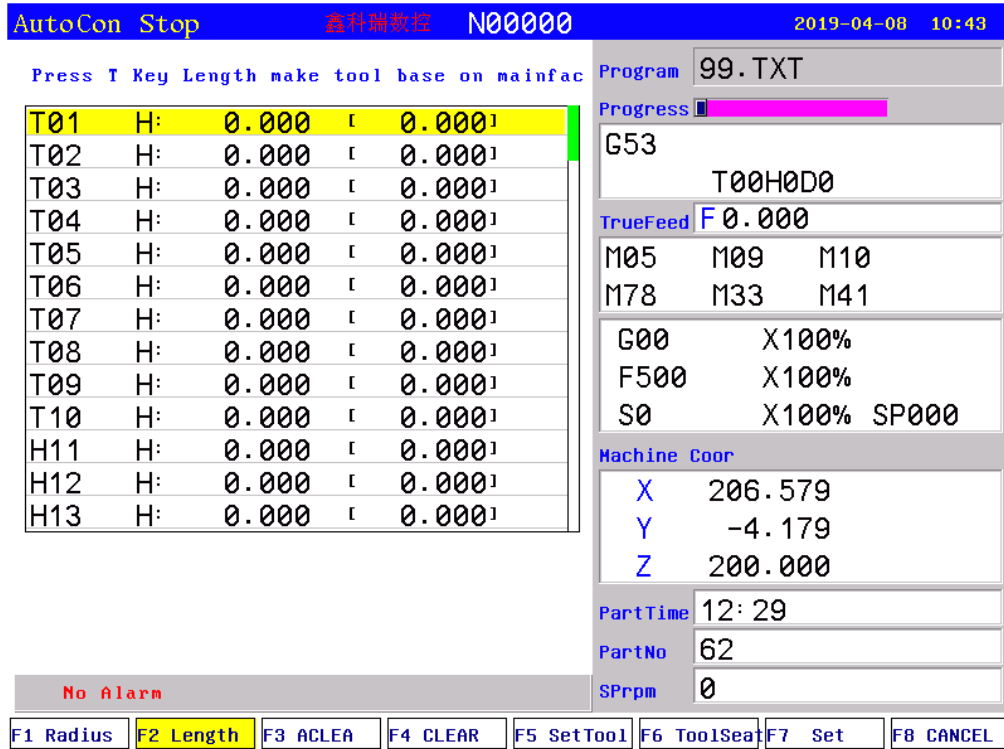 AutoCon Stop 鑫科瑞数控 N00000 2019-04-08 10:43
Press T Key Length make tool base on mainfac
T01 H: 0.000 [ 0.000]
T02 H: 0.000 [ 0.000]
T03 H: 0.000 [ 0.000]
T04 H: 0.000 [ 0.000]
T05 H: 0.000 [ 0.000]
T06 H: 0.000 [ 0.000]
T07 H: 0.000 [ 0.000]
T08 H: 0.000 [ 0.000]
T09 H: 0.000 [ 0.000]
T10 H: 0.000 [ 0.000]
H11 H: 0.000 [ 0.000]
H12 H: 0.000 [ 0.000]
H13 H: 0.000 [ 0.000]
No Alarm
Program 99.TXT
Progress
G53
T00H0D0
TrueFeed F0.000
M05 M09 M10
M78 M33 M41
G00 X100%
F500 X100%
S0 X100% SP000
Machine Coor
X 206.579
Y -4.179
Z 200.000
PartTime 12:29
PartNo 62
SPrpm 0
F1 Radius F2 Length F3 ACLEA F4 CLEAR F5 SetTool F6 ToolSeat F7 Set F8 CANCEL